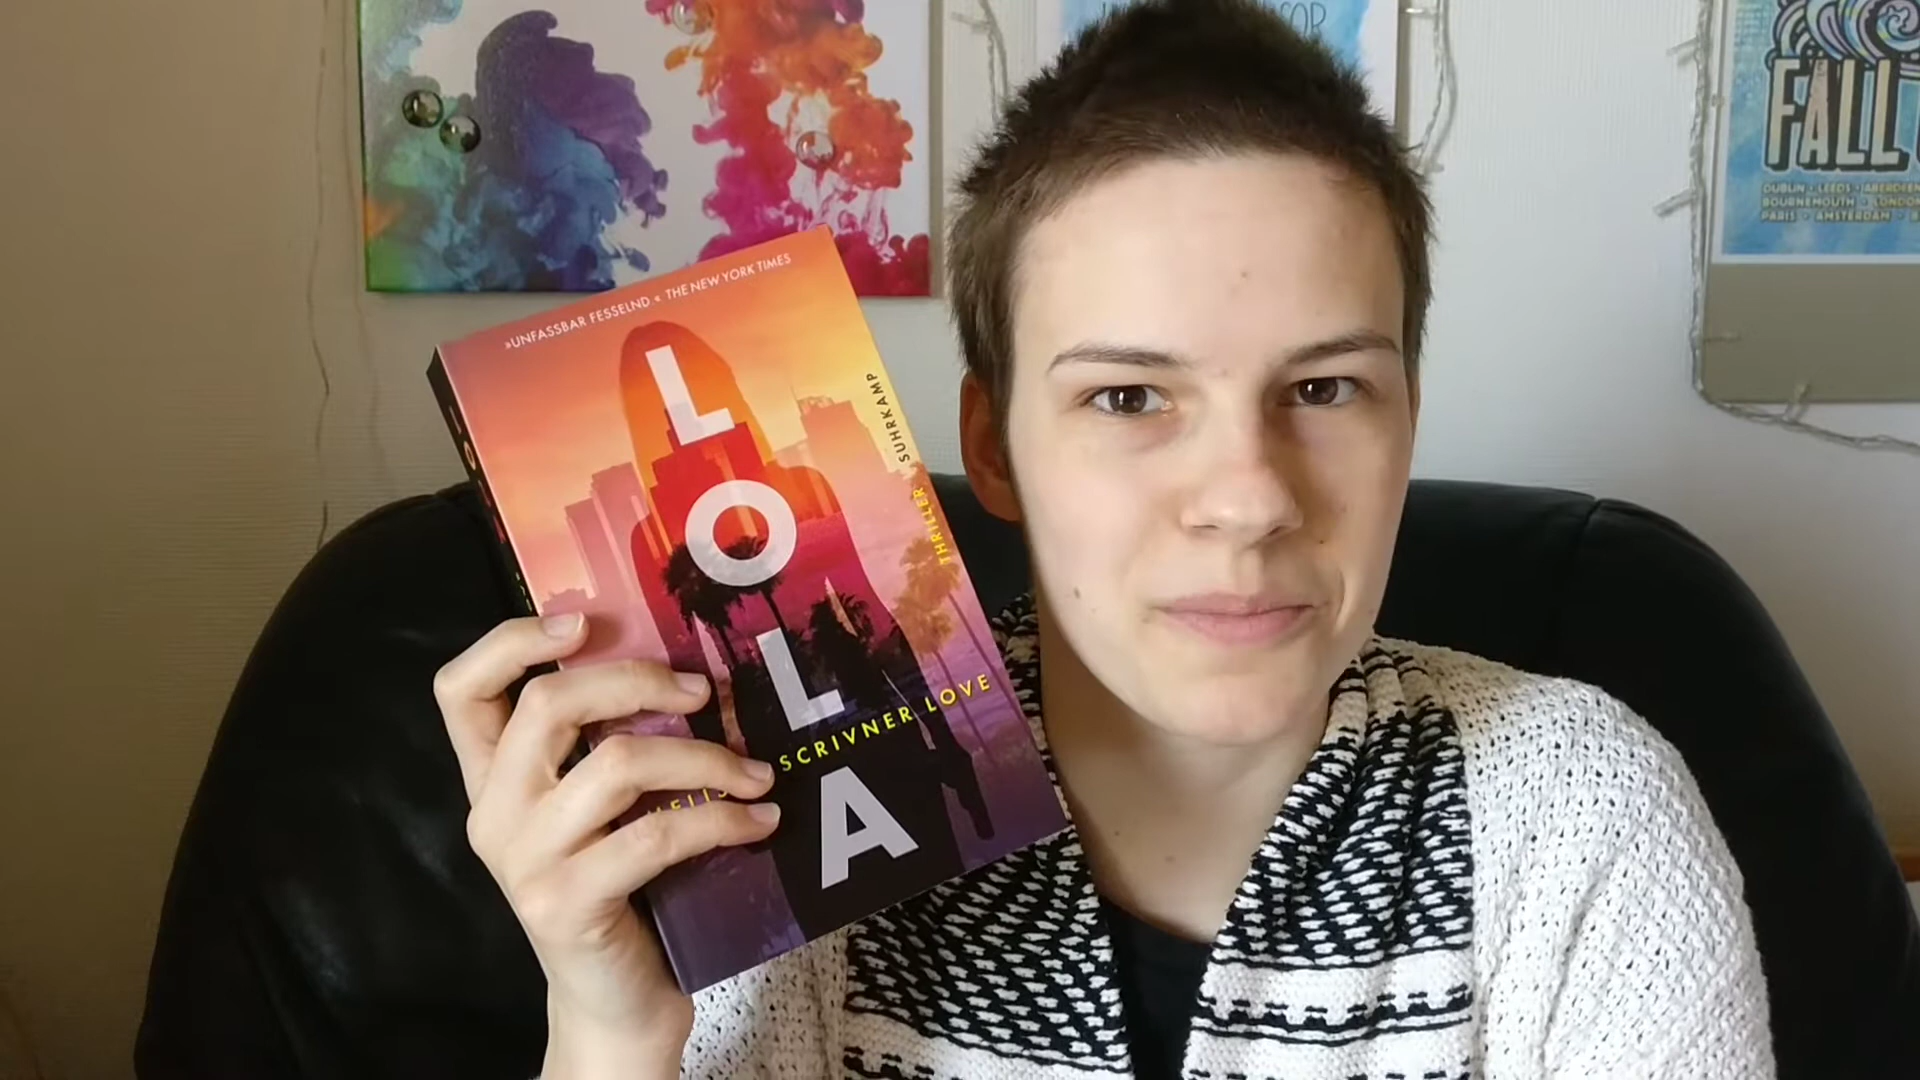 »UNFASSBAR FESSELND.« THE NEW YORK TIMES
LOLA
SUHRKAMP
THRILLER
SCRIVNER LOVE
FALL
DUBLIN • LEEDS • ABERDEEN
BOURNEMOUTH • LONDON
PARIS • AMSTERDAM • B